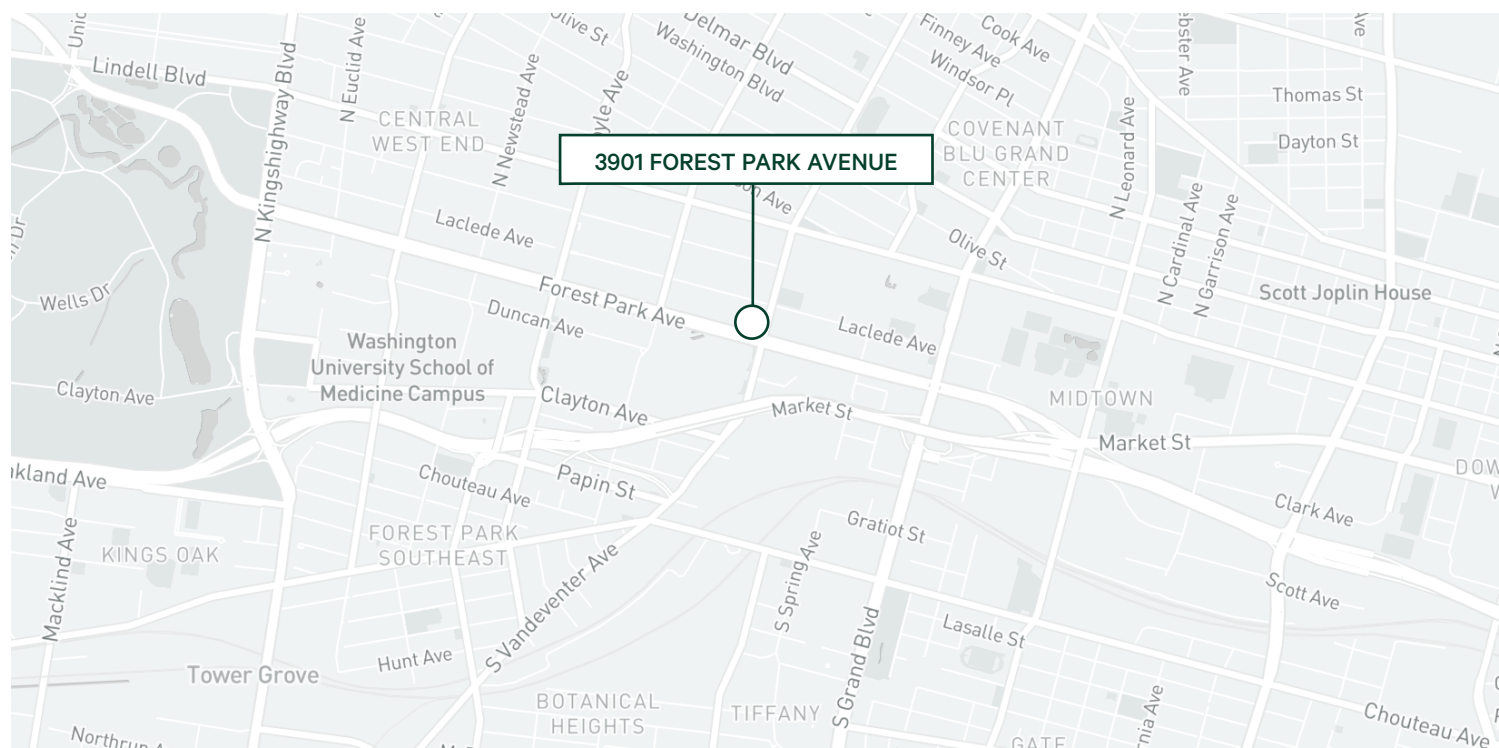 Lindell Blvd
N Kingshighway Blvd
N Euclid Ave
Olive St
N Newstead Ave
Delmar Blvd
Washington Blvd
Finney Ave
Cook Ave
Windsor Pl
Thomas St
Dayton St
CENTRAL
WEST END
3901 FOREST PARK AVENUE
COVENANT
BLU GRAND
CENTER
N Leonard Ave
N Cardinal Ave
N Garrison Ave
Laclede Ave
Olive St
Wells Dr
Forest Park Ave
Duncan Ave
Laclede Ave
Scott Joplin House
Washington
University School of
Medicine Campus
Clayton Ave
Clayton Ave
Market St
MIDTOWN
Market St
kland Ave
Chouteau Ave
Papin St
Clark Ave
Gratiot St
FOREST PARK
SOUTHEAST
KINGS OAK
Macklind Ave
S Vandeventer Ave
S Spring Ave
S Grand Blvd
Scott Ave
Lasalle St
Hunt Ave
Tower Grove
BOTANICAL
HEIGHTS
TIFFANY
Chouteau Ave
GATE